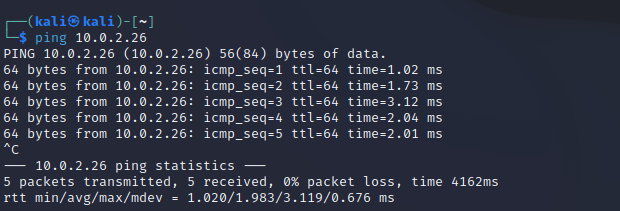 ┌──(kali㉿kali)-[~]
└─$ ping 10.0.2.26
PING 10.0.2.26 (10.0.2.26) 56(84) bytes of data.
64 bytes from 10.0.2.26: icmp_seq=1 ttl=64 time=1.02 ms
64 bytes from 10.0.2.26: icmp_seq=2 ttl=64 time=1.73 ms
64 bytes from 10.0.2.26: icmp_seq=3 ttl=64 time=3.12 ms
64 bytes from 10.0.2.26: icmp_seq=4 ttl=64 time=2.04 ms
64 bytes from 10.0.2.26: icmp_seq=5 ttl=64 time=2.01 ms
^C
--- 10.0.2.26 ping statistics ---
5 packets transmitted, 5 received, 0% packet loss, time 4162ms
rtt min/avg/max/mdev = 1.020/1.983/3.119/0.676 ms